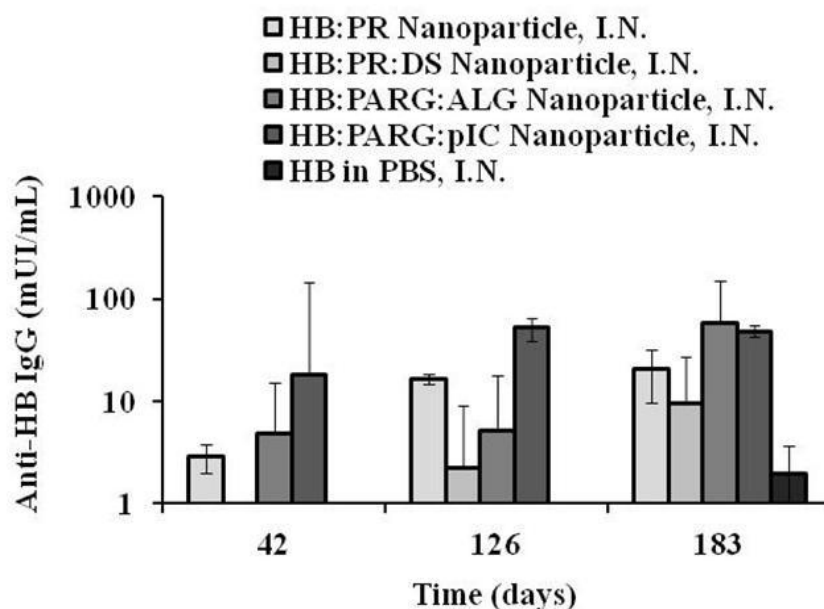 HB:PR Nanoparticle, I.N.
HB:PR:DS Nanoparticle, I.N.
HB:PARG:ALG Nanoparticle, I.N.
HB:PARG:pIC Nanoparticle, I.N.
HB in PBS, I.N.
Anti-HB IgG (mUI/mL)
1000
100
10
1
42 126 183
Time (days)